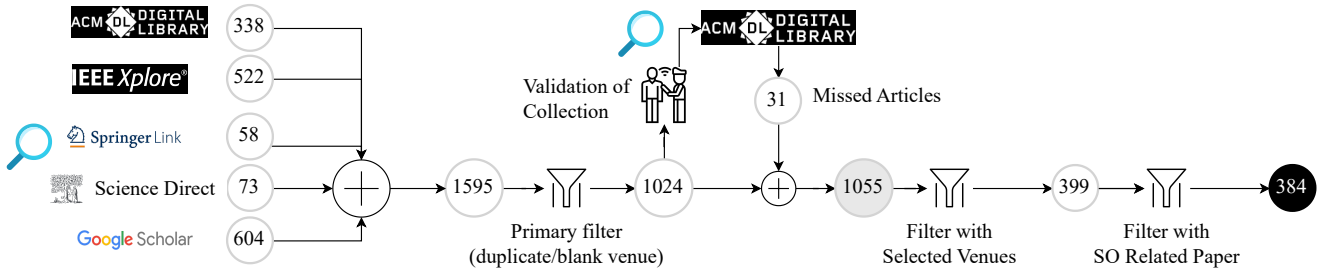 ACM DL DIGITAL LIBRARY
338
IEEE Xplore®
522
Springer Link
58
Science Direct
73
Google Scholar
604
1595
Primary filter
(duplicate/blank venue)
1024
Validation of
Collection
ACM DL DIGITAL LIBRARY
31
Missed Articles
1055
Filter with
Selected Venues
399
Filter with
SO Related Paper
384